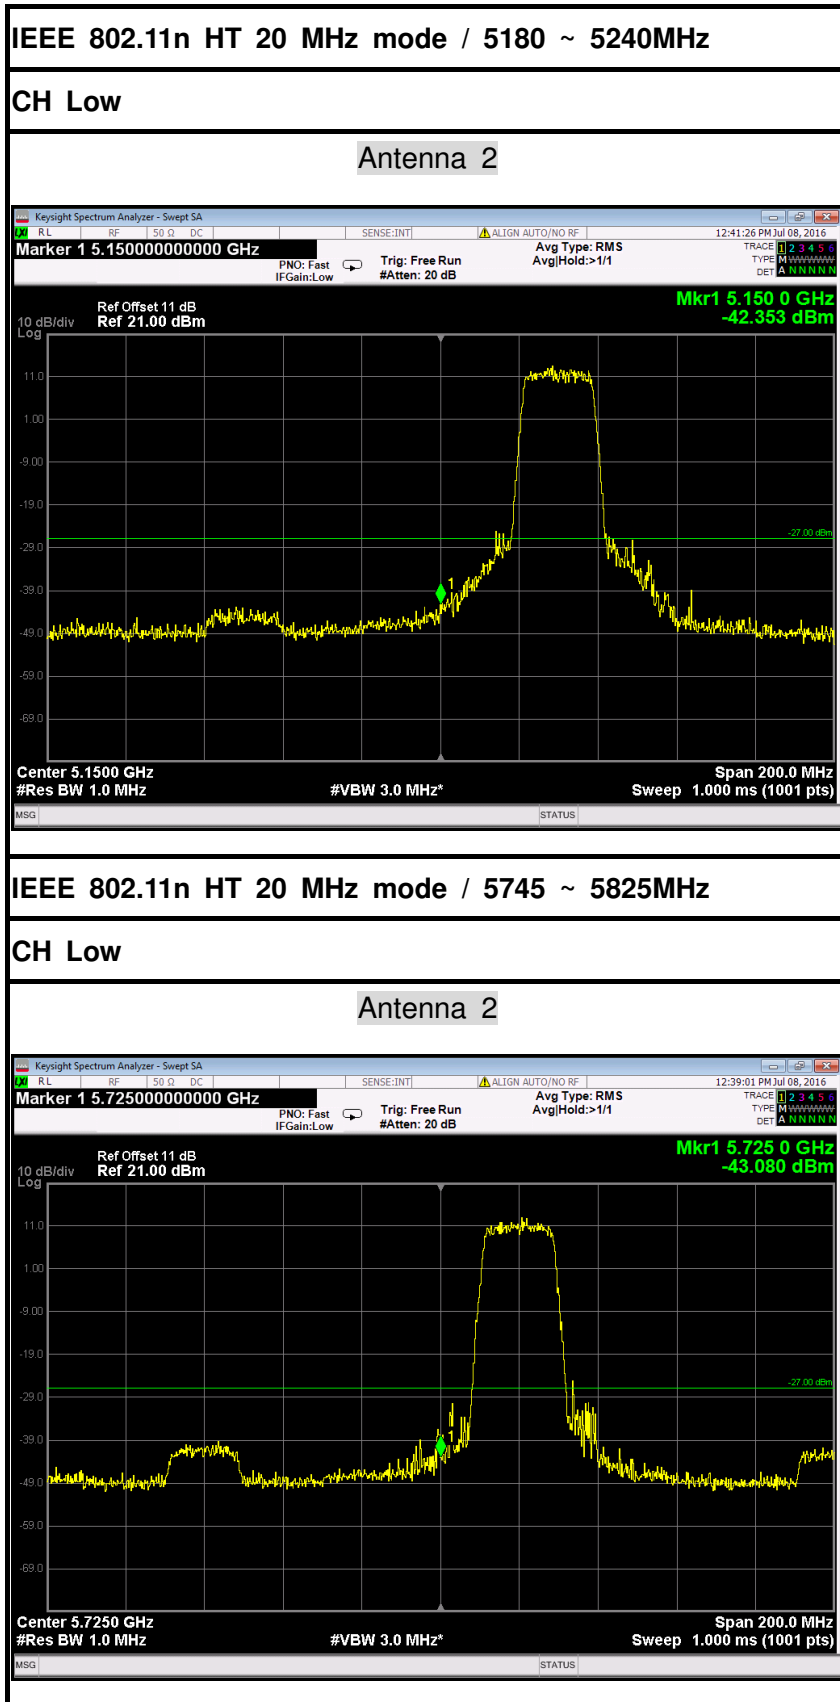 IEEE 802.11n HT 20 MHz mode / 5180 ~ 5240MHz
CH Low
Antenna 2
Keysight Spectrum Analyzer - Swept SA
LXI RL RF 50 Ω DC SENSE:INT ALIGN AUTO/NO RF 12:41:26 PM Jul 08, 2016
Marker 1 5.150000000000 GHz Avg Type: RMS TRACE 1 2 3 4 5 6
PNO: Fast Trig: Free Run Avg|Hold:>1/1 TYPE M WWWWW
IFGain:Low #Atten: 20 dB DET A N N N N N
Mkr1 5.150 0 GHz
Ref Offset 11 dB
10 dB/div Ref 21.00 dBm -42.353 dBm
Log
11.0
1.00
-9.00
-19.0
-27.00 dBm
-29.0
1
-39.0
-49.0
-59.0
-69.0
Center 5.1500 GHz Span 200.0 MHz
#Res BW 1.0 MHz #VBW 3.0 MHz* Sweep 1.000 ms (1001 pts)
MSG STATUS
IEEE 802.11n HT 20 MHz mode / 5745 ~ 5825MHz
CH Low
Antenna 2
Keysight Spectrum Analyzer - Swept SA
LXI RL RF 50 Ω DC SENSE:INT ALIGN AUTO/NO RF 12:39:01 PM Jul 08, 2016
Marker 1 5.725000000000 GHz Avg Type: RMS TRACE 1 2 3 4 5 6
PNO: Fast Trig: Free Run Avg|Hold:>1/1 TYPE M WWWWW
IFGain:Low #Atten: 20 dB DET A N N N N N
Mkr1 5.725 0 GHz
Ref Offset 11 dB
10 dB/div Ref 21.00 dBm -43.080 dBm
Log
11.0
1.00
-9.00
-19.0
-27.00 dBm
-29.0
1
-39.0
-49.0
-59.0
-69.0
Center 5.7250 GHz Span 200.0 MHz
#Res BW 1.0 MHz #VBW 3.0 MHz* Sweep 1.000 ms (1001 pts)
MSG STATUS